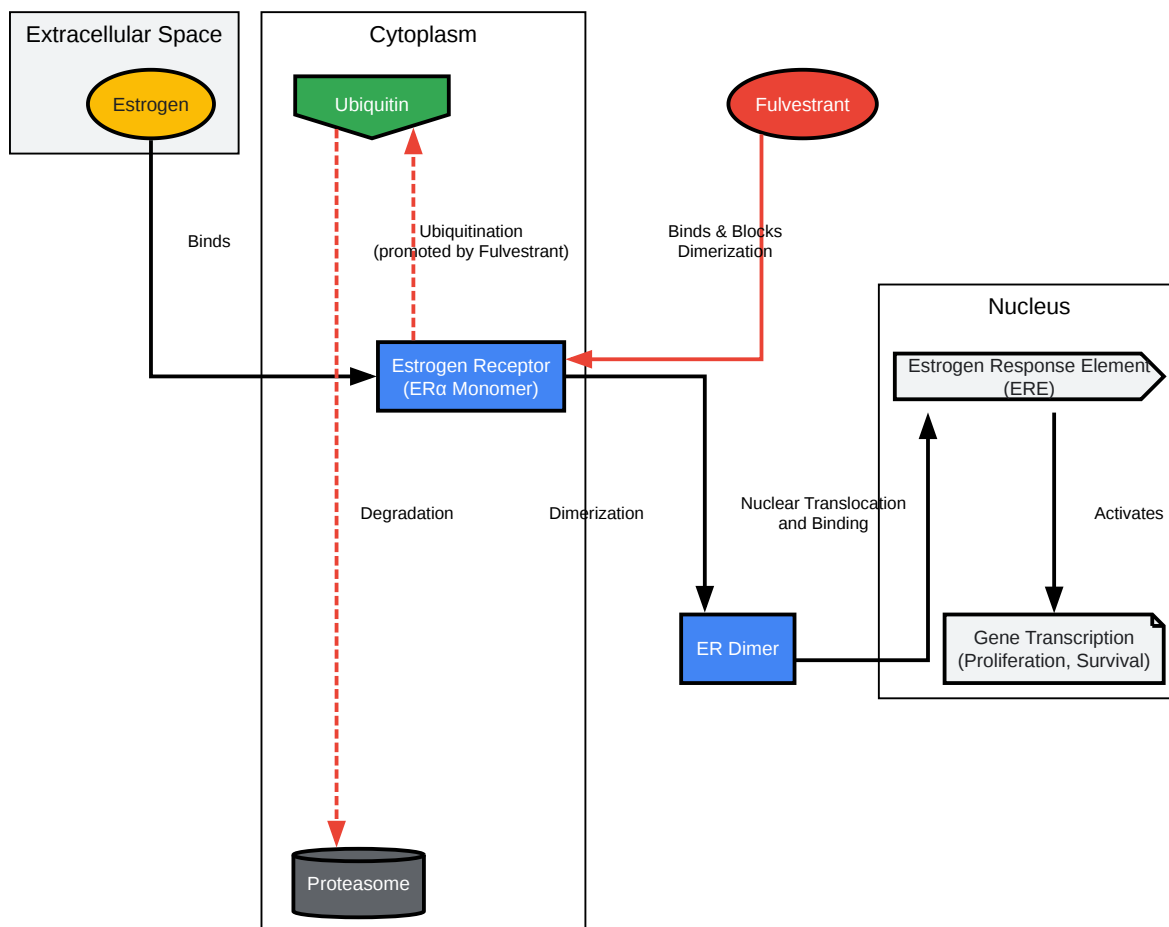 Extracellular Space
Cytoplasm
Estrogen
Ubiquitin
Fulvestrant
Binds
Ubiquitination
(promoted by Fulvestrant)
Binds & Blocks
Dimerization
Nucleus
Estrogen Receptor
(ERα Monomer)
Estrogen Response Element
(ERE)
Degradation
Dimerization
Nuclear Translocation
and Binding
Activates
ER Dimer
Gene Transcription
(Proliferation, Survival)
Proteasome